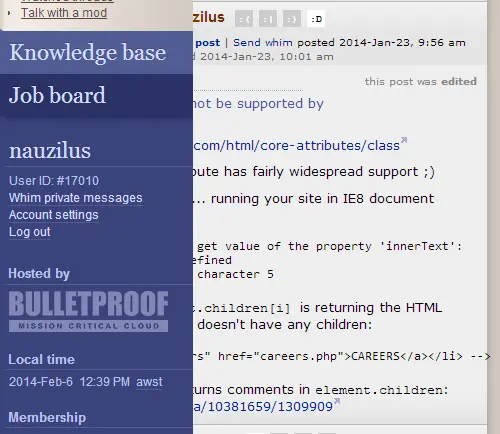 Talk with a mod
Knowledge base
Job board
nauzilus
User ID: #17010
Whim private messages
Account settings
Log out
Hosted by
BULLETPROOF
MISSION CRITICAL CLOUD
Local time
2014-Feb-6 12:39 PM awst
Membership
zilus :( :| :) :D
post | Send whim posted 2014-Jan-23, 9:56 am
2014-Jan-23, 10:01 am
this post was edited
not be supported by
com/html/core-attributes/class
bute has fairly widespread support ;)
... running your site in IE8 document
get value of the property 'innerText':
efined
character 5
t.children[i] is returning the HTML
doesn't have any children:
rs" href="careers.php">CAREERS</a></li> -->
urns comments in element.children:
a/10381659/1309909